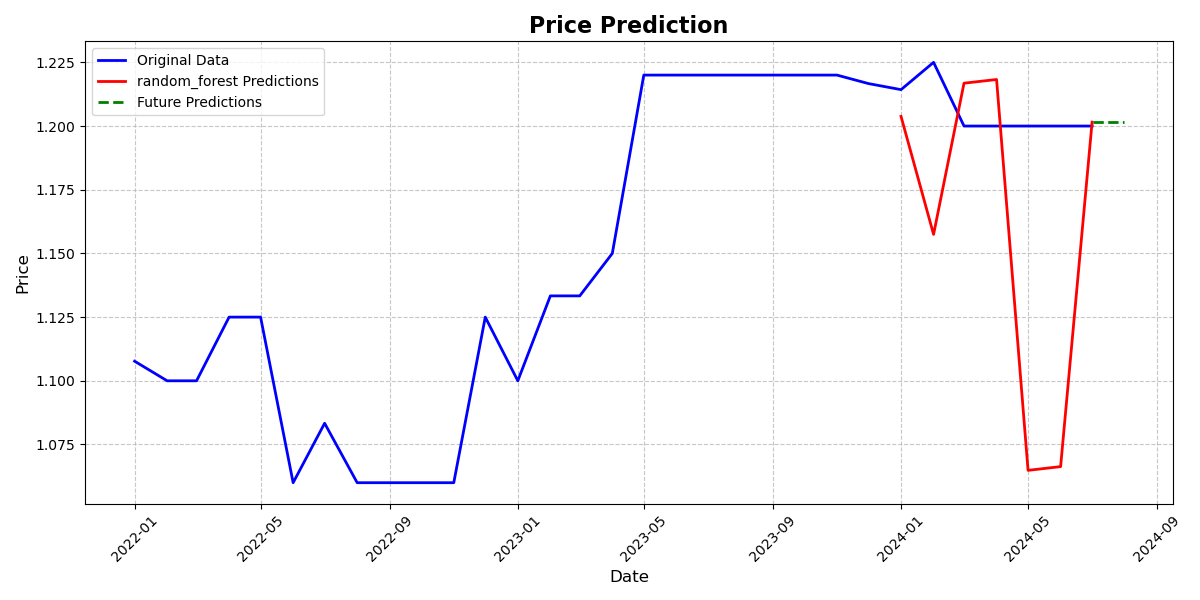 Price Prediction
Original Data
random_forest Predictions
Future Predictions
1.225
1.200
1.175
1.150
1.125
1.100
1.075
Price
2022-01
2022-05
2022-09
2023-01
2023-05
2023-09
2024-01
2024-05
2024-09
Date